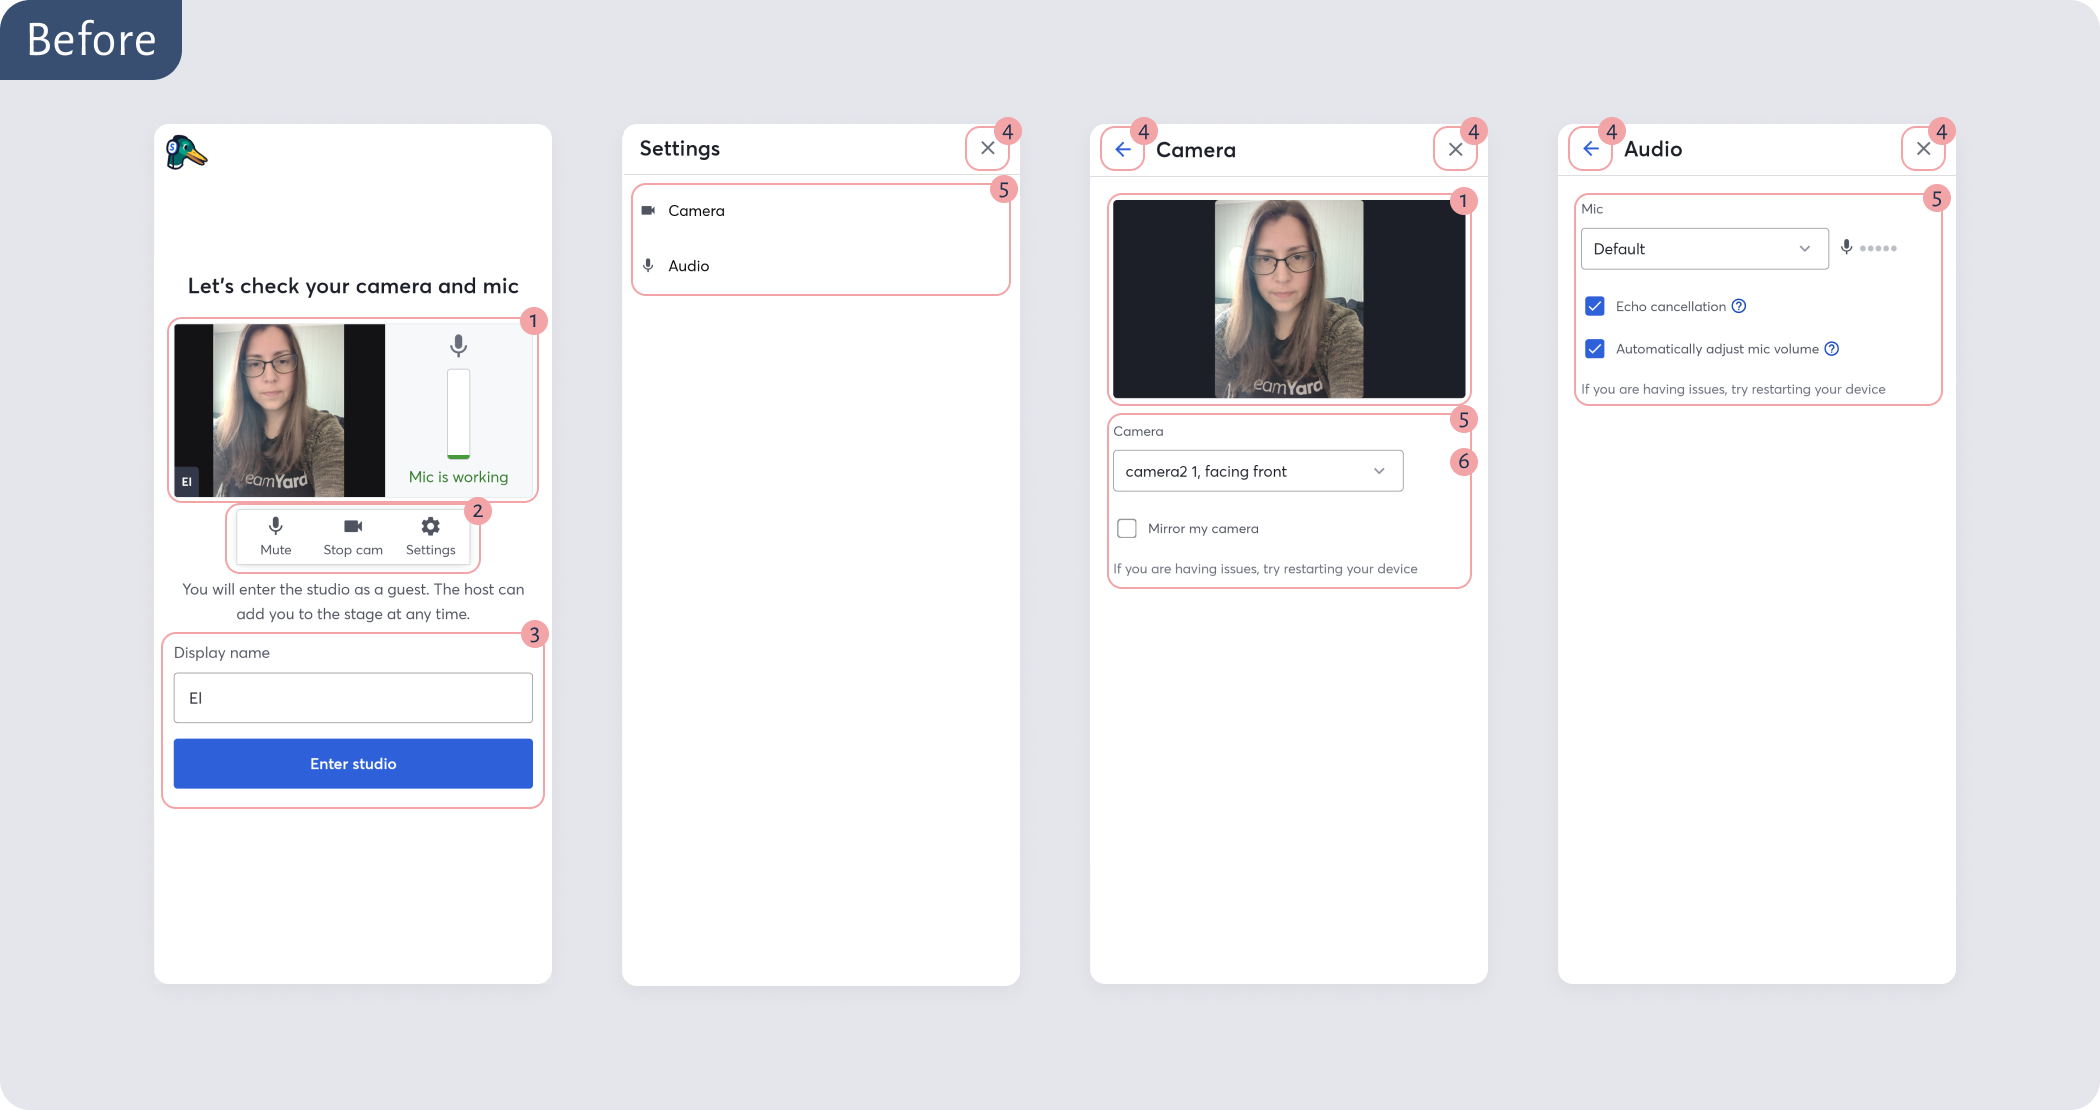 Before
Let's check your camera and mic
1
El
eamYard
Mic is working
2
Mute
Stop cam
Settings
You will enter the studio as a guest. The host can
add you to the stage at any time.
3
Display name
El
Enter studio
Settings
4
5
Camera
Audio
4
Camera
4
1
eamYard
5
Camera
6
camera2 1, facing front
Mirror my camera
If you are having issues, try restarting your device
4
Audio
4
5
Mic
Default
Echo cancellation
Automatically adjust mic volume
If you are having issues, try restarting your device